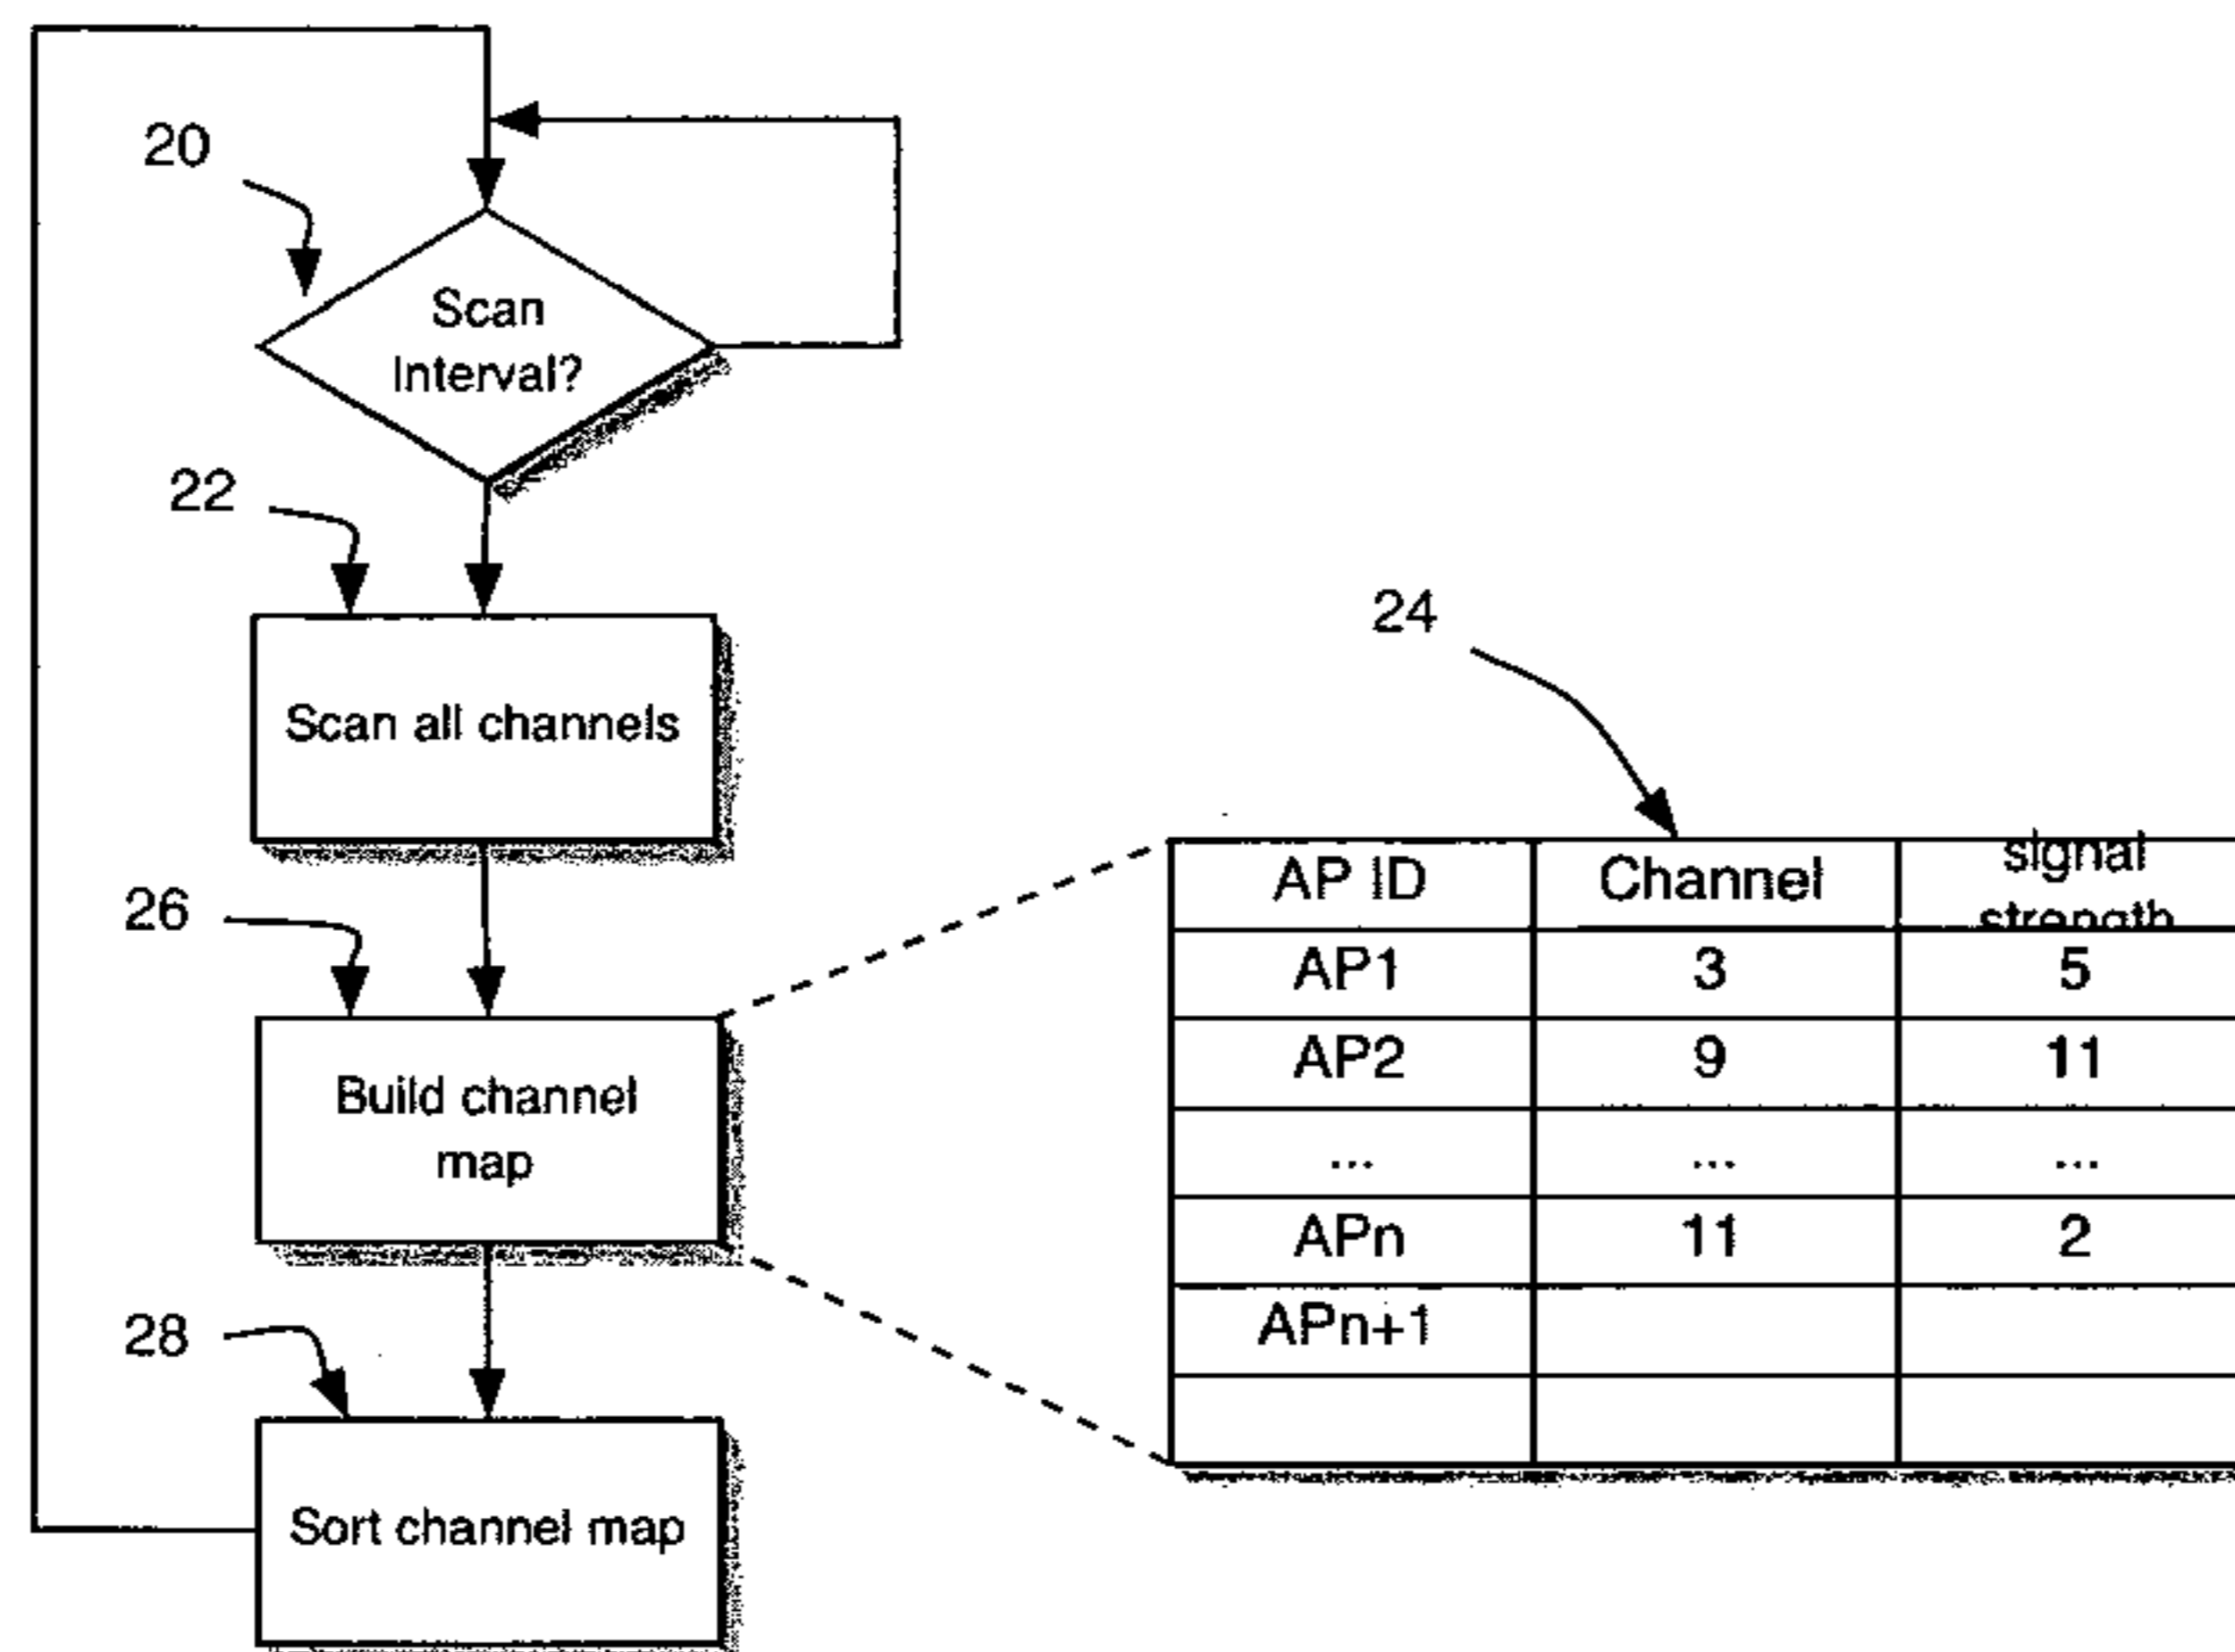 20
Scan
Interval?
22
Scan all channels
24
26
Build channel
map
28
Sort channel map
AP ID Channel signal
strength
AP1 3 5
AP2 9 11
... ... ...
APn 11 2
APn+1